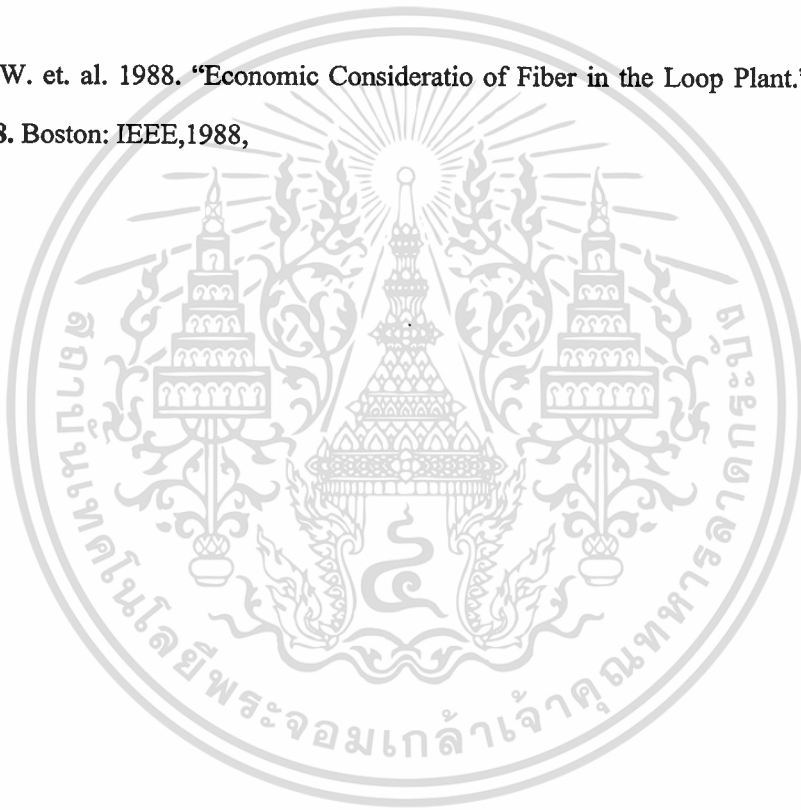 W. et. al. 1988. “Economic Consideratio of Fiber in the Loop Plant.”
8. Boston: IEEE,1988,
สถาบันเทคโนโลยีพระจอมเกล้าเจ้าคุณทหารลาดกระบัง
๔